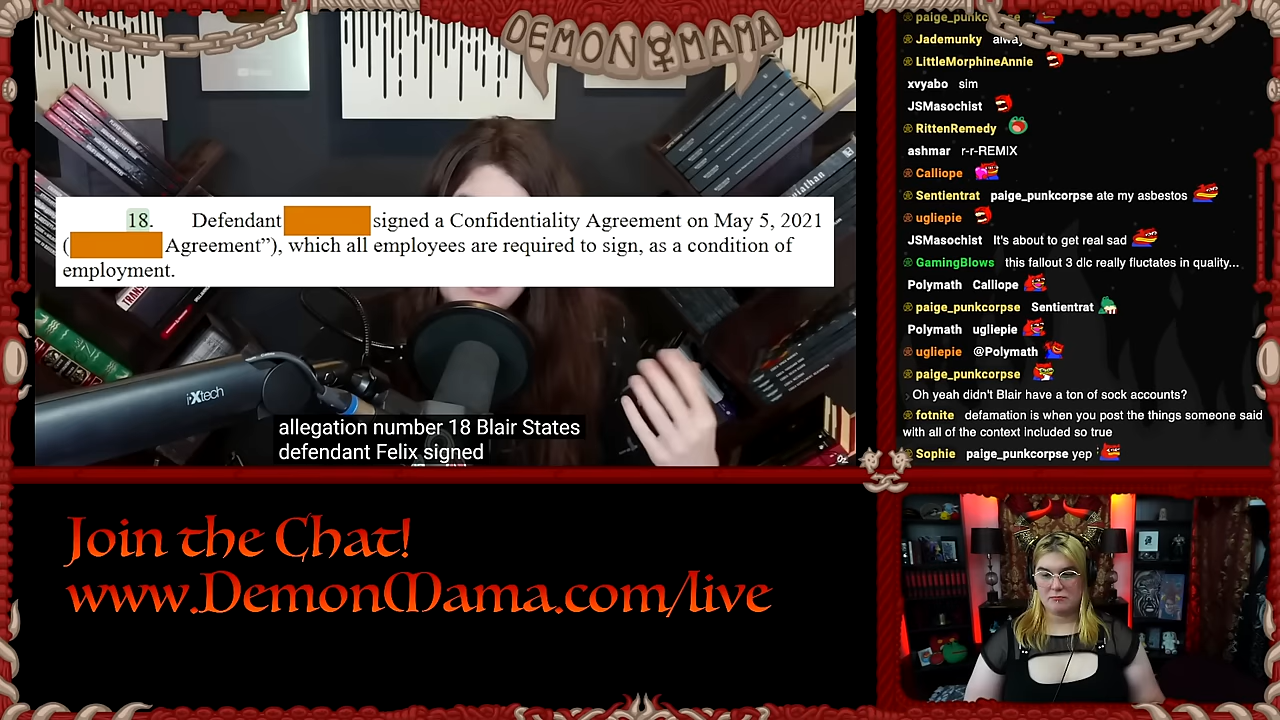 DEMON MAMA
18. Defendant signed a Confidentiality Agreement on May 5, 2021
( Agreement”), which all employees are required to sign, as a condition of
employment.
iXtech
allegation number 18 Blair States
defendant Felix signed
Join the Chat!
www.DemonMama.com/live
Jademunky
LittleMorphineAnnie
xvyabo sim
JSMasochist
RittenRemedy
ashmar r-r-REMIX
Calliope
Sentientrat paige_punkcorpse ate my asbestos
ugliepie
JSMasochist It's about to get real sad
GamingBlows this fallout 3 dlc really fluctates in quality...
Polymath Calliope
paige_punkcorpse Sentientrat
Polymath ugliepie
ugliepie @Polymath
paige_punkcorpse
Oh yeah didn't Blair have a ton of sock accounts?
fotnite defamation is when you post the things someone said
with all of the context included so true
Sophie paige_punkcorpse yep